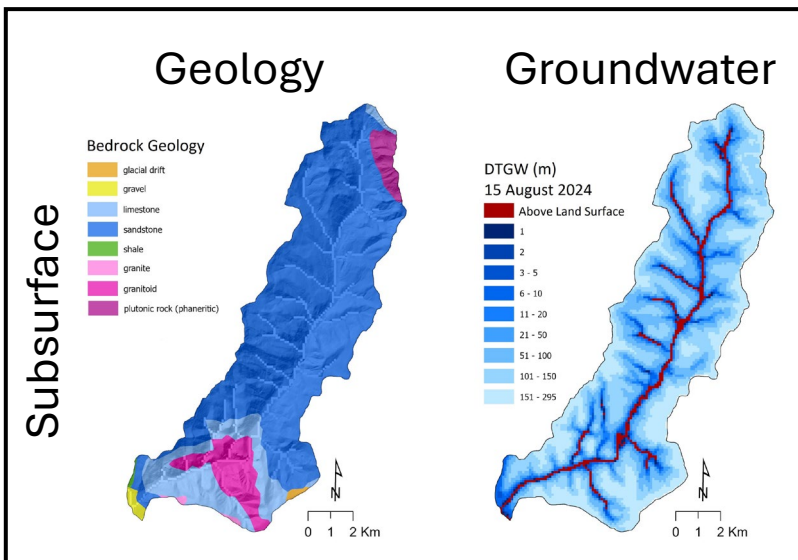 Geology
Groundwater
Subsurface
Bedrock Geology
glacial drift
gravel
limestone
sandstone
shale
granite
granitoid
plutonic rock (phaneritic)
N
0 1 2 Km
DTGW (m)
15 August 2024
Above Land Surface
1
2
3 - 5
6 - 10
11 - 20
21 - 50
51 - 100
101 - 150
151 - 295
N
0 1 2 Km